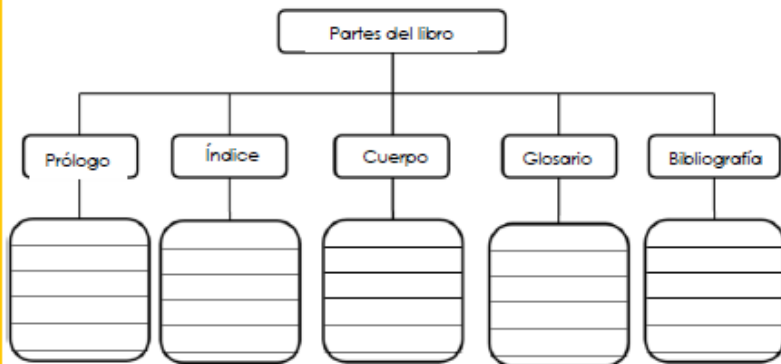 Partes del libro
Prólogo
Índice
Cuerpo
Glosario
Bibliografía